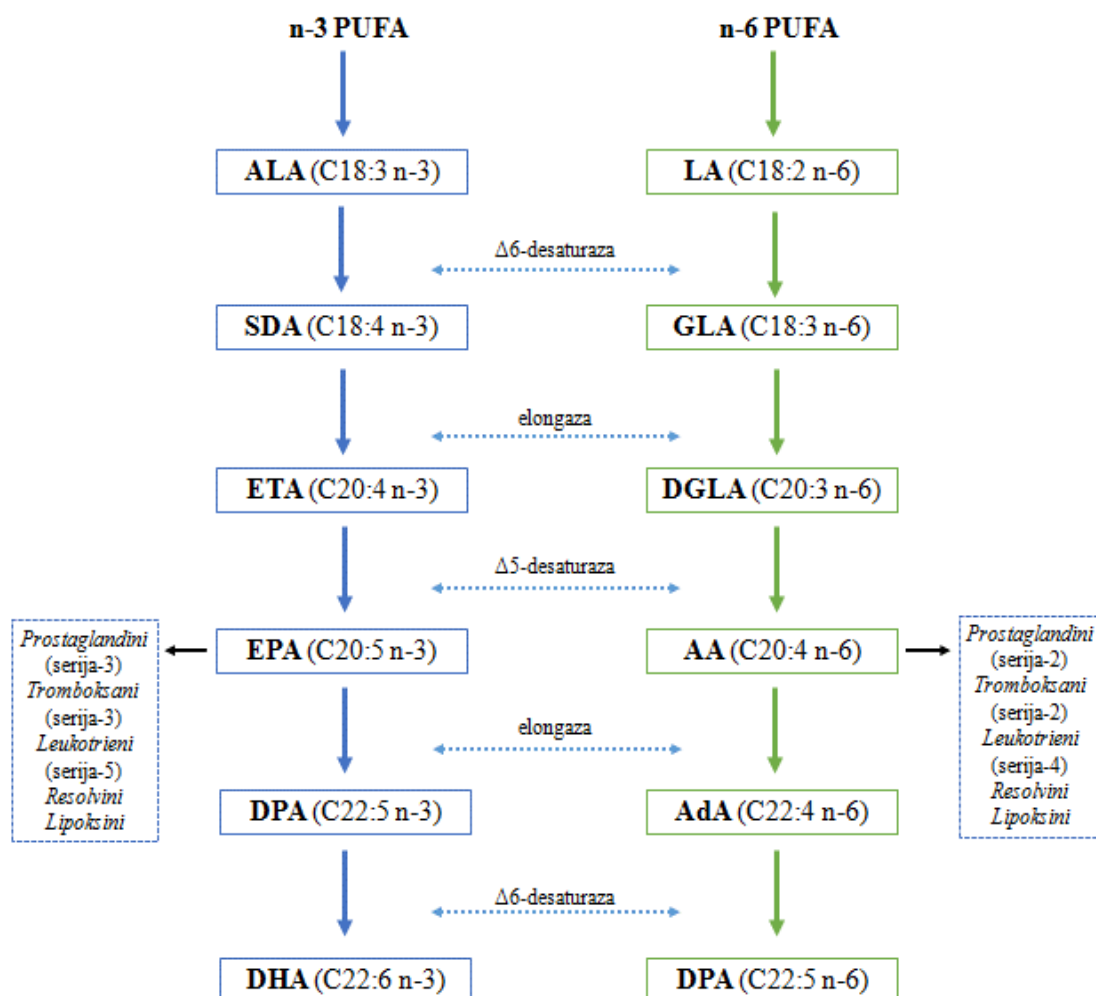 n-3 PUFA
n-6 PUFA
ALA (C18:3 n-3)
LA (C18:2 n-6)
Δ6-desaturaza
SDA (C18:4 n-3)
GLA (C18:3 n-6)
elongaza
ETA (C20:4 n-3)
DGLA (C20:3 n-6)
Δ5-desaturaza
Prostaglandini
(serija-3)
Tromboksani
(serija-3)
Leukotrieni
(serija-5)
Resolvini
Lipoksini
EPA (C20:5 n-3)
AA (C20:4 n-6)
Prostaglandini
(serija-2)
Tromboksani
(serija-2)
Leukotrieni
(serija-4)
Resolvini
Lipoksini
elongaza
DPA (C22:5 n-3)
AdA (C22:4 n-6)
Δ6-desaturaza
DHA (C22:6 n-3)
DPA (C22:5 n-6)